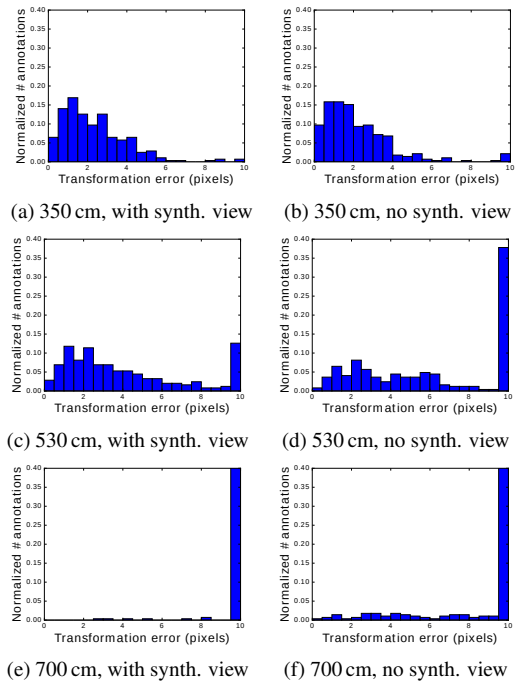 Normalized # annotations
0.40
0.35
0.30
0.25
0.20
0.15
0.10
0.05
0.00
0 2 4 6 8 10
Transformation error (pixels)
(a) 350 cm, with synth. view
Normalized # annotations
0.40
0.35
0.30
0.25
0.20
0.15
0.10
0.05
0.00
0 2 4 6 8 10
Transformation error (pixels)
(b) 350 cm, no synth. view
Normalized # annotations
0.40
0.35
0.30
0.25
0.20
0.15
0.10
0.05
0.00
0 2 4 6 8 10
Transformation error (pixels)
(c) 530 cm, with synth. view
Normalized # annotations
0.40
0.35
0.30
0.25
0.20
0.15
0.10
0.05
0.00
0 2 4 6 8 10
Transformation error (pixels)
(d) 530 cm, no synth. view
Normalized # annotations
0.40
0.35
0.30
0.25
0.20
0.15
0.10
0.05
0.00
0 2 4 6 8 10
Transformation error (pixels)
(e) 700 cm, with synth. view
Normalized # annotations
0.40
0.35
0.30
0.25
0.20
0.15
0.10
0.05
0.00
0 2 4 6 8 10
Transformation error (pixels)
(f) 700 cm, no synth. view